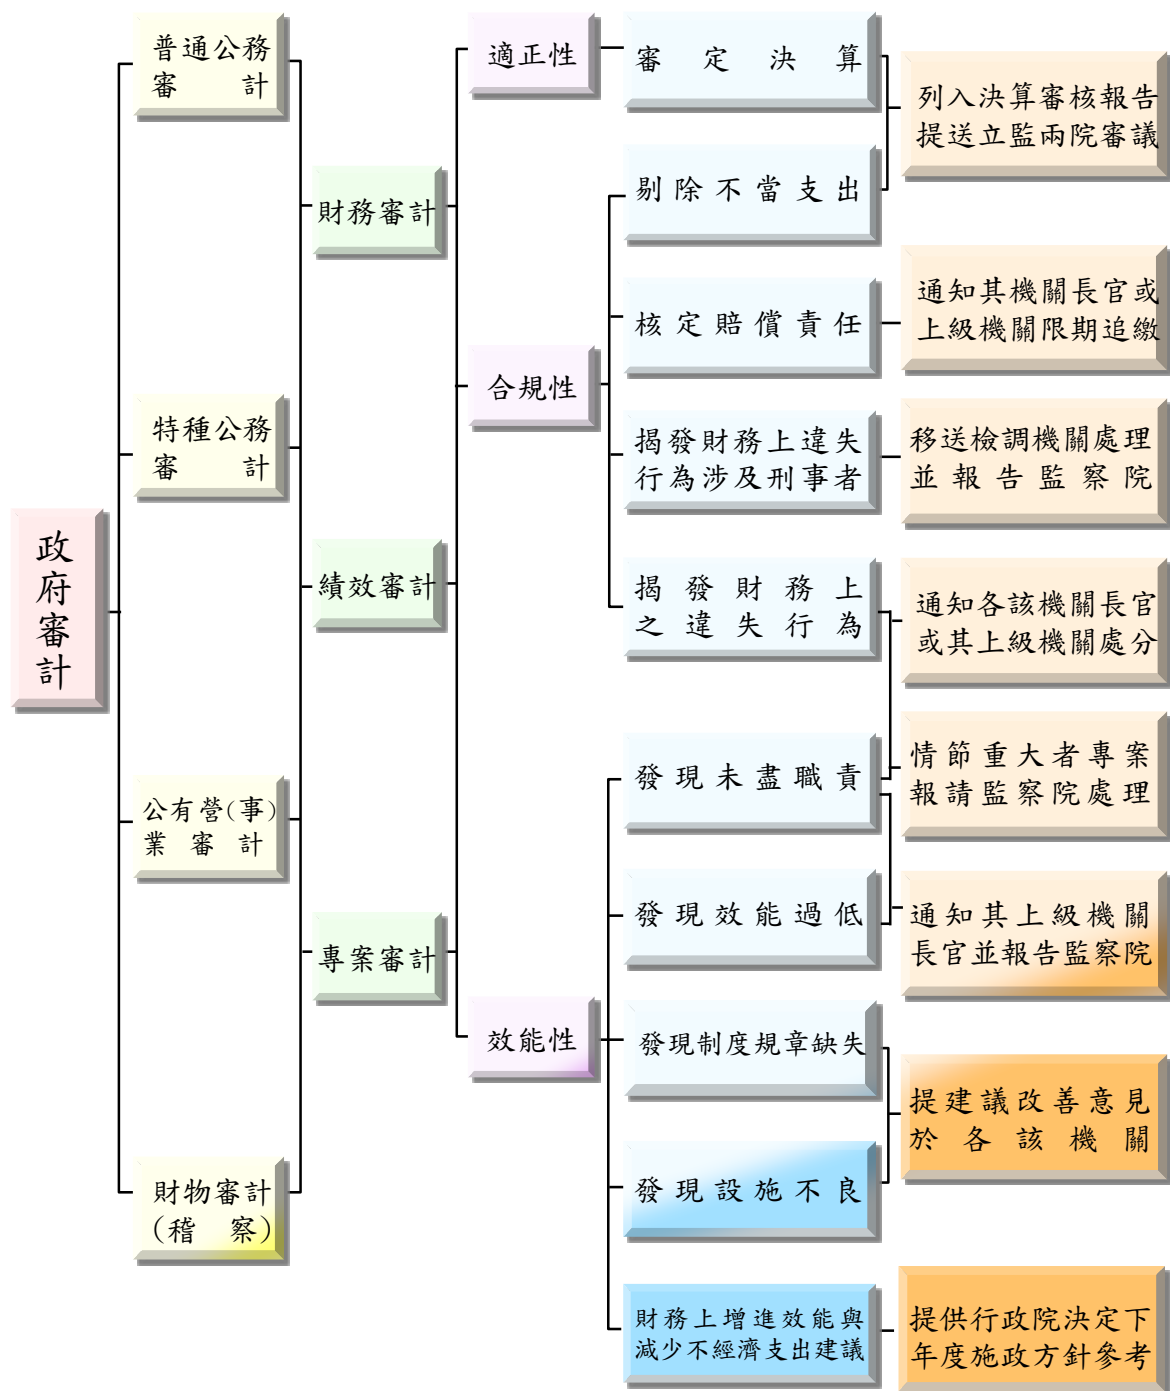 政府審計
普通公務
審計
特種公務
審計
公有營(事)
業審計
財物審計
(稽察)
財務審計
績效審計
專案審計
適正性
合規性
效能性
審定決算
剔除不當支出
核定賠償責任
揭發財務上違失
行為涉及刑事者
揭發財務上
之違失行為
發現未盡職責
發現效能過低
發現制度規章缺失
發現設施不良
財務上增進效能與
減少不經濟支出建議
列入決算審核報告
提送立監兩院審議
通知其機關長官或
上級機關限期追繳
移送檢調機關處理
並報告監察院
通知各該機關長官
或其上級機關處分
情節重大者專案
報請監察院處理
通知其上級機關
長官並報告監察院
提建議改善意見
於各該機關
提供行政院決定下
年度施政方針參考